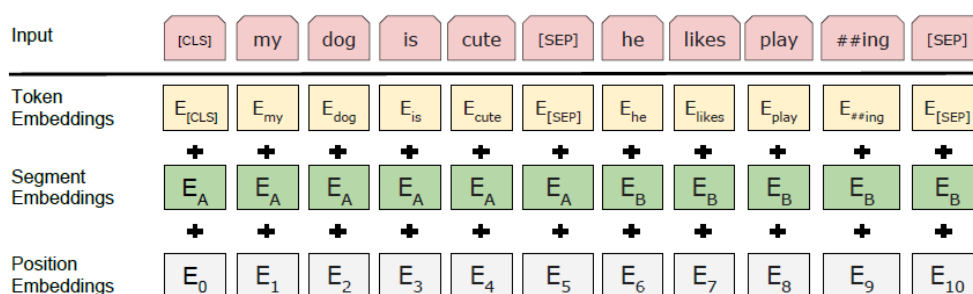 Input [CLS] my dog is cute [SEP] he likes play ##ing [SEP]
Token Embeddings E[CLS] Emy Edog Eis Ecute E[SEP] Ehe Elikes Eplay E##ing E[SEP]
+ + + + + + + + + + +
Segment Embeddings EA EA EA EA EA EA EB EB EB EB EB
+ + + + + + + + + + +
Position Embeddings E0 E1 E2 E3 E4 E5 E6 E7 E8 E9 E10